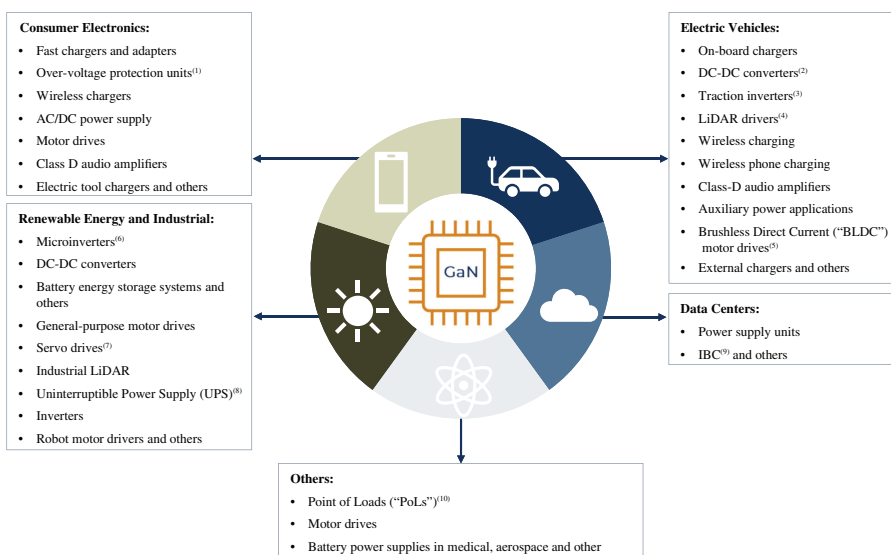 Consumer Electronics:
• Fast chargers and adapters
• Over-voltage protection units(1)
• Wireless chargers
• AC/DC power supply
• Motor drives
• Class D audio amplifiers
• Electric tool chargers and others
Renewable Energy and Industrial:
• Microinverters(6)
• DC-DC converters
• Battery energy storage systems and
others
• General-purpose motor drives
• Servo drives(7)
• Industrial LiDAR
• Uninterruptible Power Supply (UPS)(8)
• Inverters
• Robot motor drivers and others
GaN
Electric Vehicles:
• On-board chargers
• DC-DC converters(2)
• Traction inverters(3)
• LiDAR drivers(4)
• Wireless charging
• Wireless phone charging
• Class-D audio amplifiers
• Auxiliary power applications
• Brushless Direct Current (“BLDC”)
motor drives(5)
• External chargers and others
Data Centers:
• Power supply units
• IBC(9) and others
Others:
• Point of Loads (“PoLs”)(10)
• Motor drives
• Battery power supplies in medical, aerospace and other